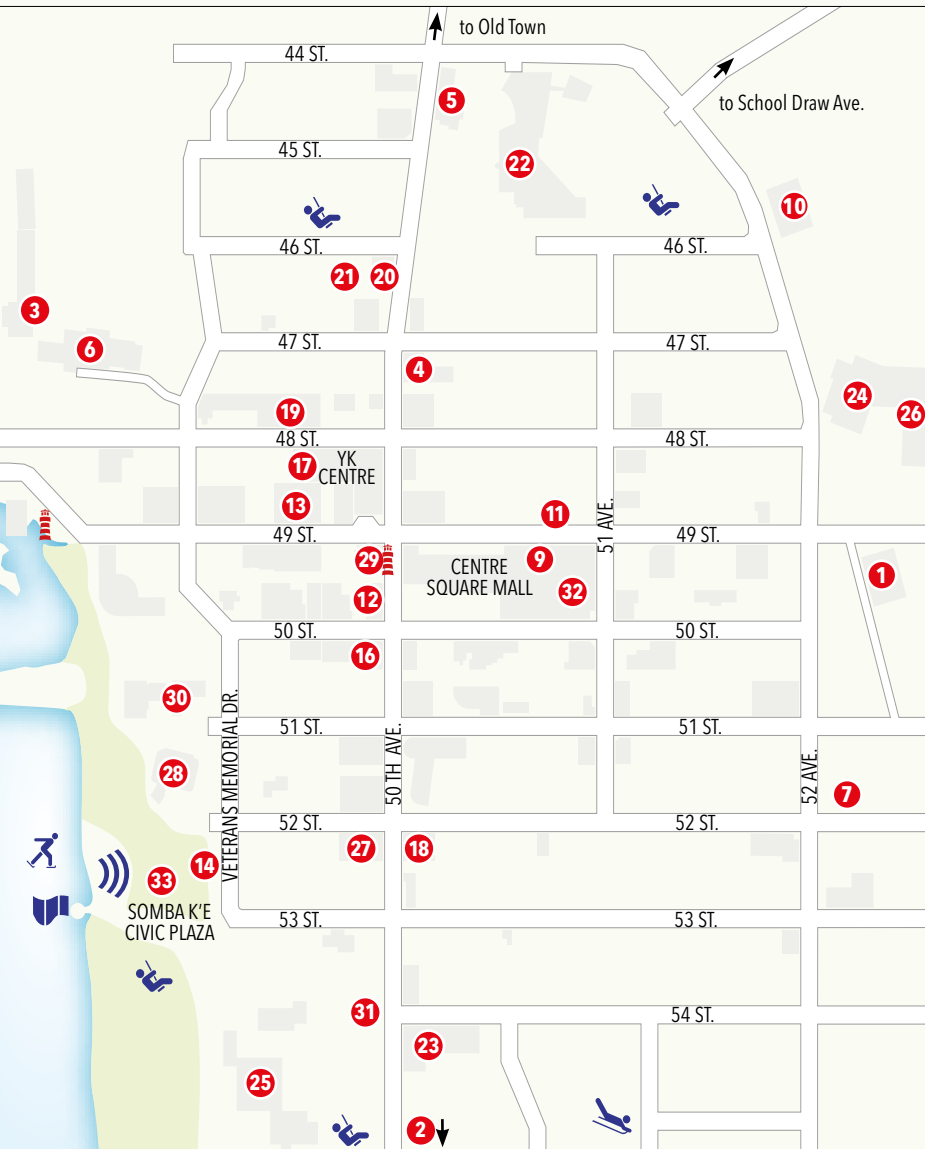 to Old Town
44 ST.
5
to School Draw Ave.
45 ST.
22
10
46 ST.
46 ST.
21
20
3
6
47 ST.
47 ST.
4
24
19
26
48 ST.
48 ST.
17
YK
CENTRE
13
11
51 AVE.
49 ST.
49 ST.
29
9
CENTRE
SQUARE MALL
1
32
12
50 ST.
50 ST.
16
30
VETERANS MEMORIAL DR.
51 ST.
51 ST.
50 TH AVE.
28
52 AVE.
7
52 ST.
52 ST.
27
18
14
33
SOMBA K'E
CIVIC PLAZA
53 ST.
53 ST.
31
54 ST.
23
25
2